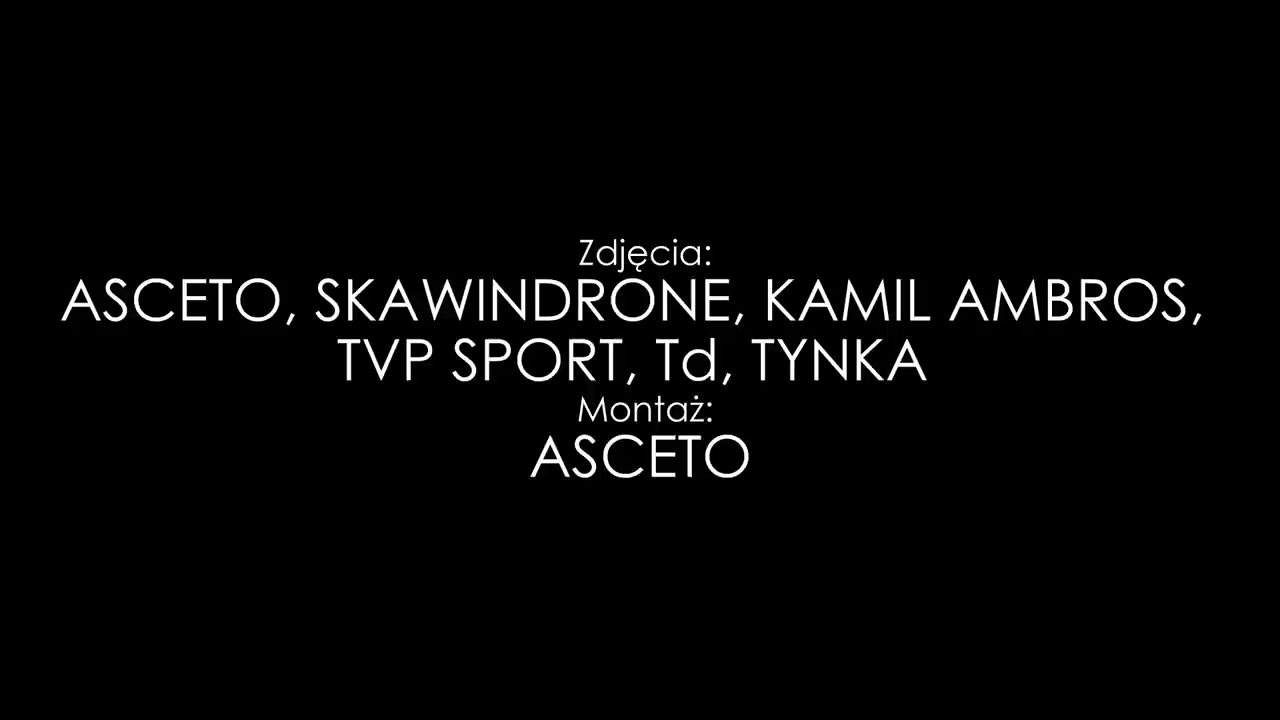 Zdjęcia:
ASCETO, SKAWINDRONE, KAMIL AMBROS,
TVP SPORT, Td, TYNKA
Montaż:
ASCETO